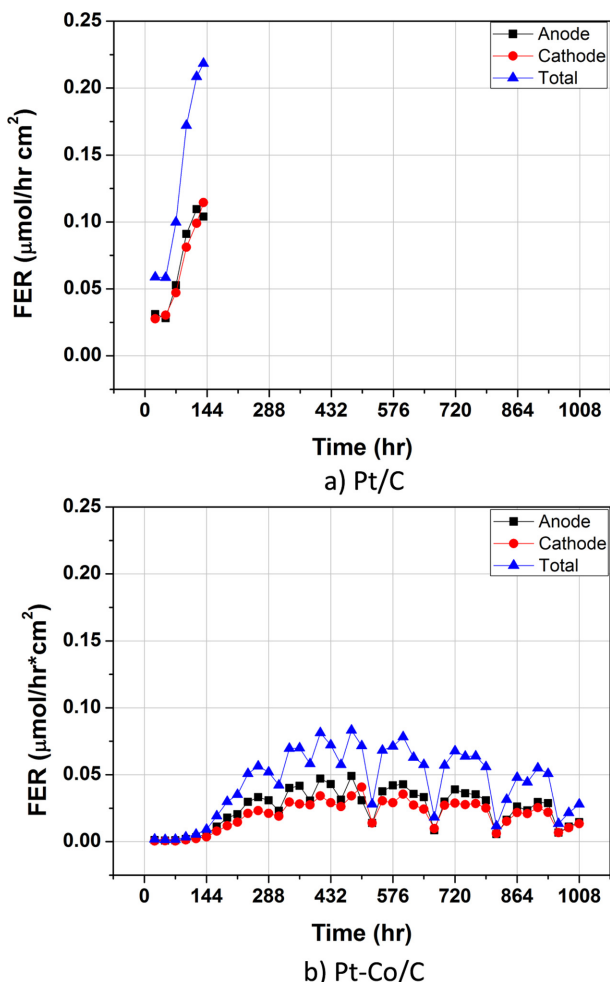 0.25
0.20
0.15
0.10
0.05
0.00
FER (μmol/hr cm²)
Anode
Cathode
Total
0 144 288 432 576 720 864 1008
Time (hr)
a) Pt/C
0.25
0.20
0.15
0.10
0.05
0.00
FER (μmol/hr*cm²)
Anode
Cathode
Total
0 144 288 432 576 720 864 1008
Time (hr)
b) Pt-Co/C